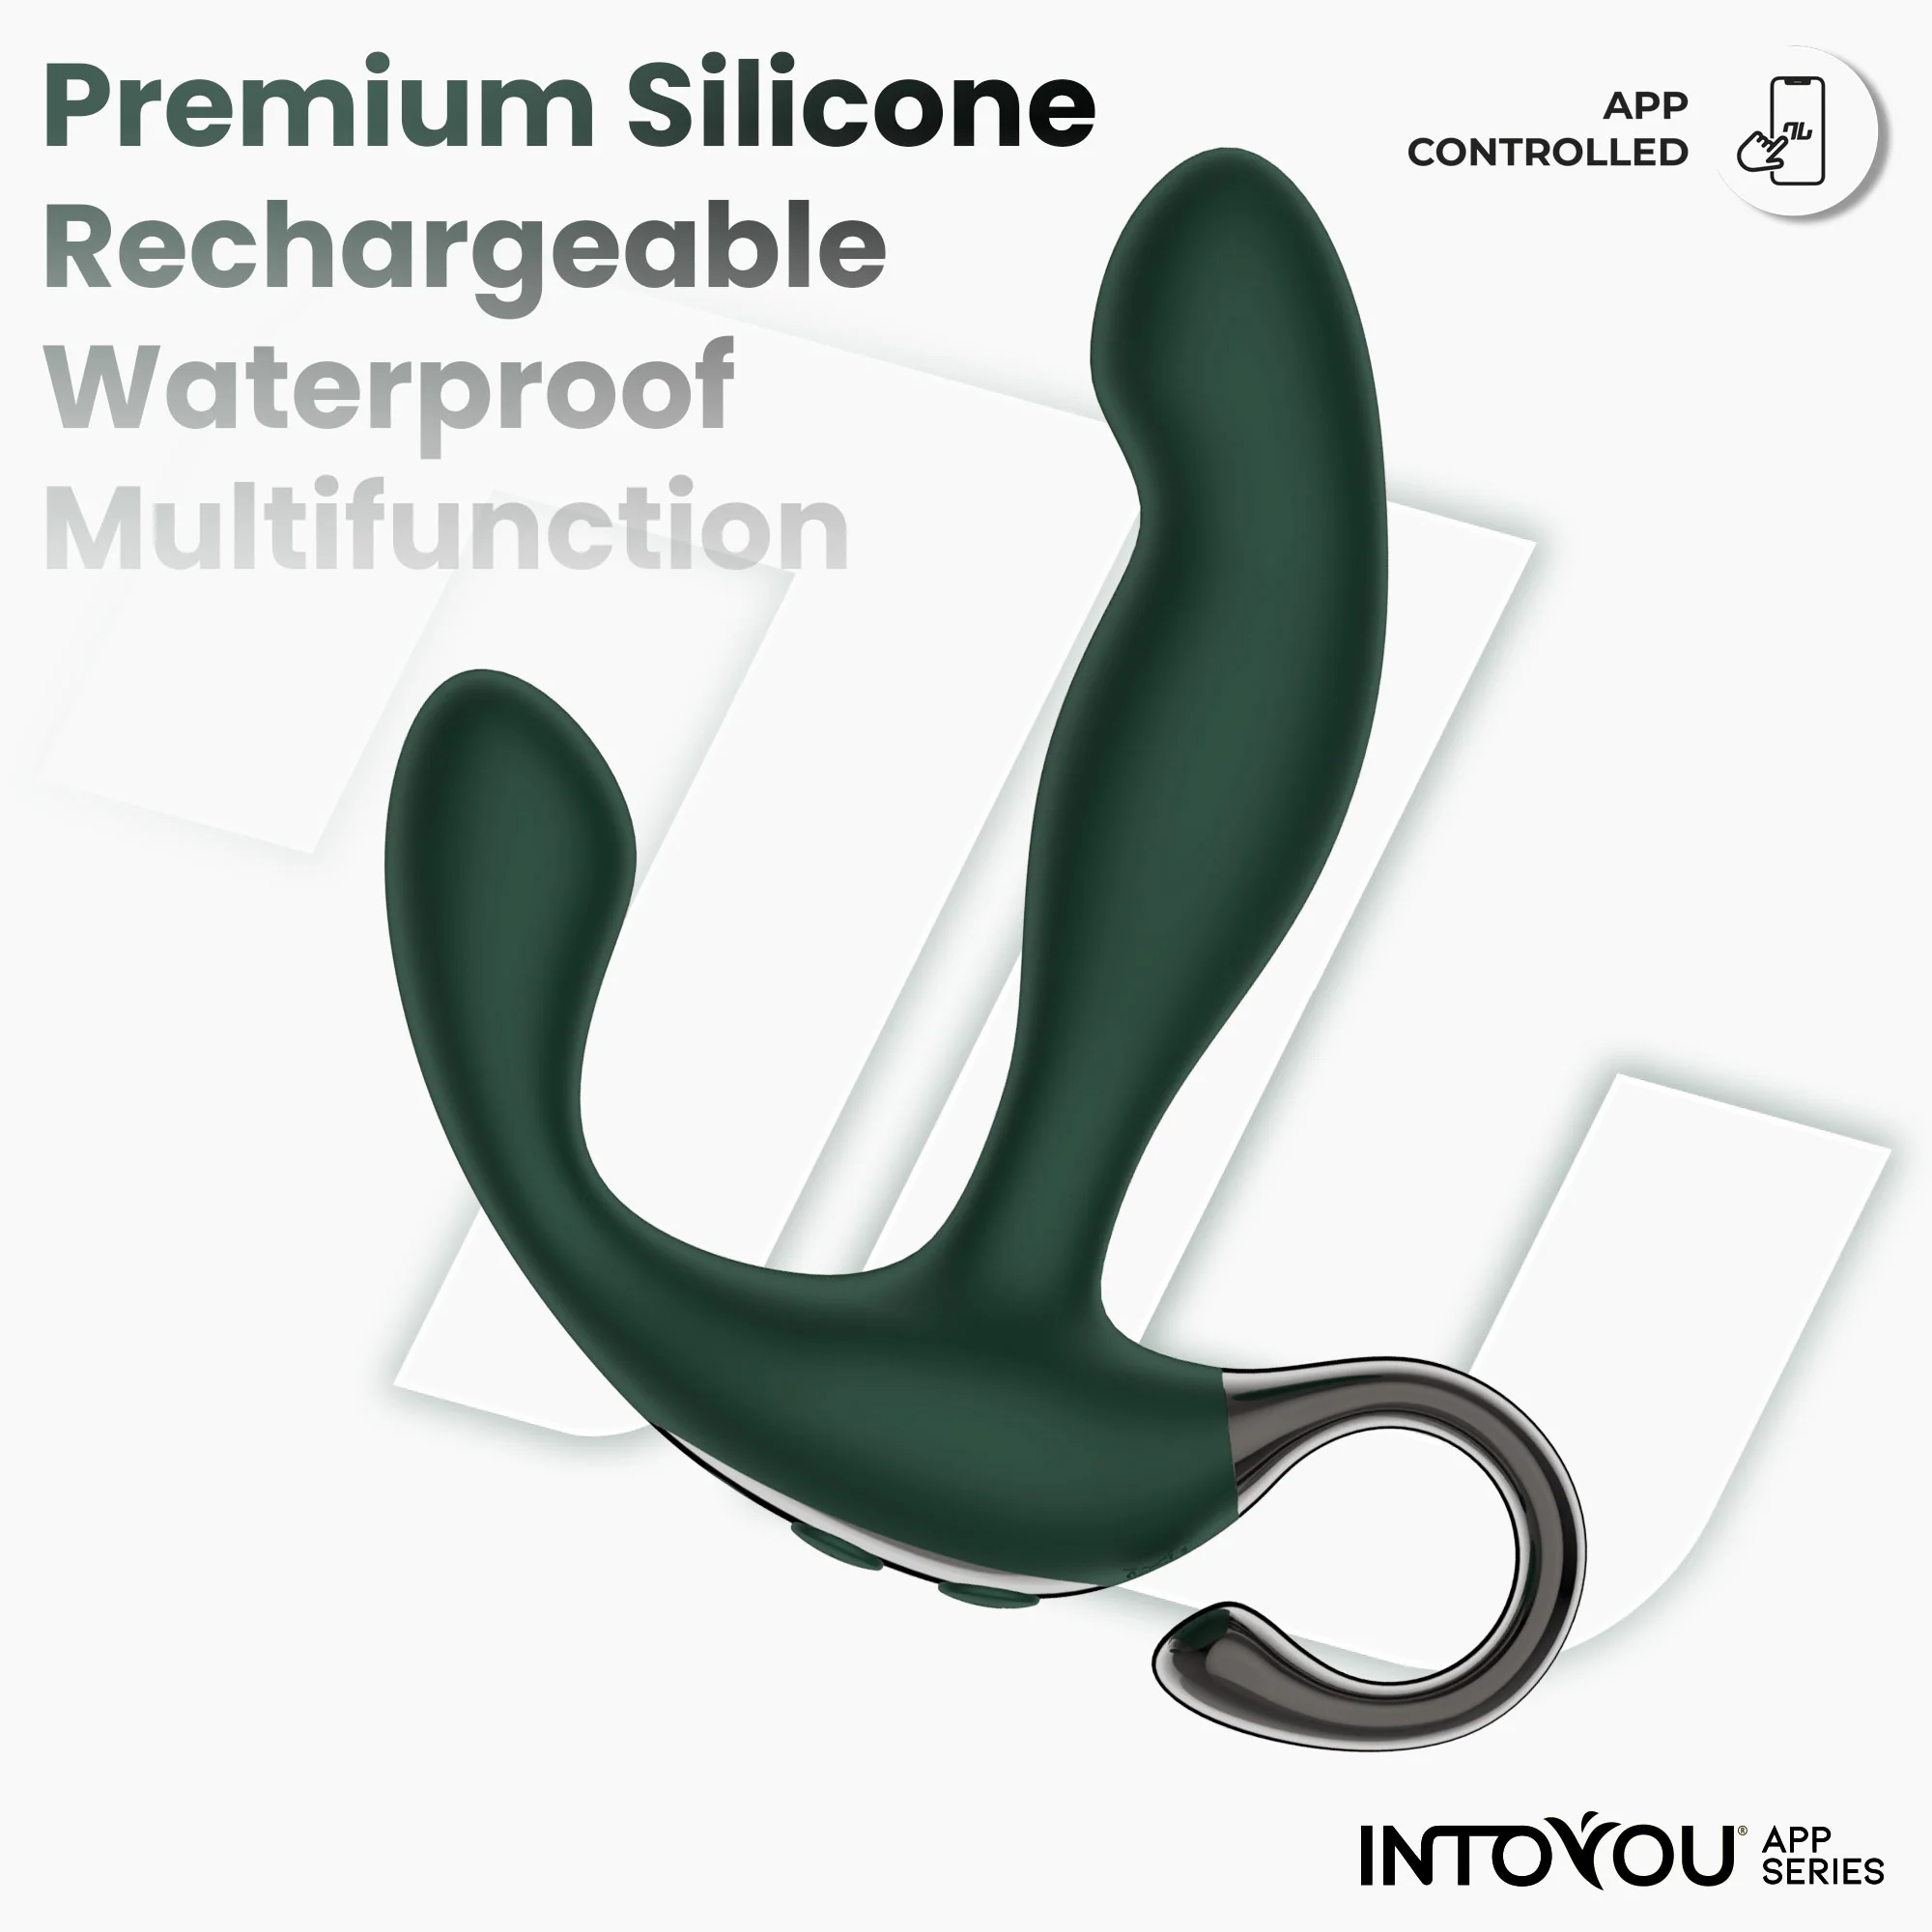 Premium Silicone
Rechargeable
Waterproof
Multifunction
APP
CONTROLLED
INTOYOU® APP
SERIES